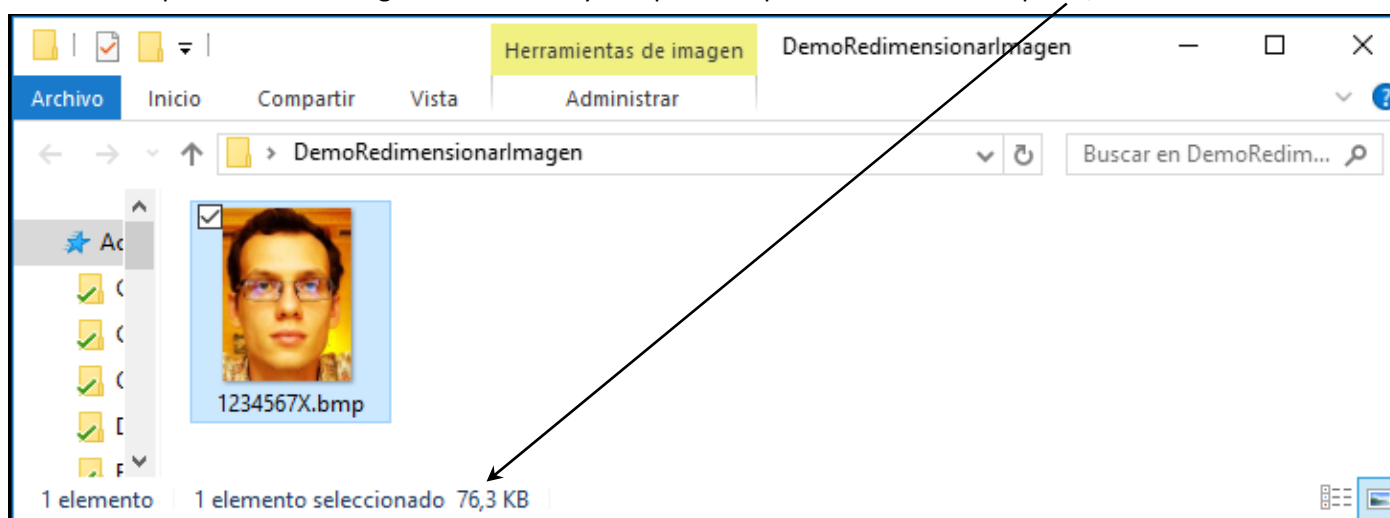 Herramientas de imagen DemoRedimensionarImagen
Archivo Inicio Compartir Vista Administrar
DemoRedimensionarImagen Buscar en DemoRedim...
1234567X.bmp
1 elemento 1 elemento seleccionado 76,3 KB